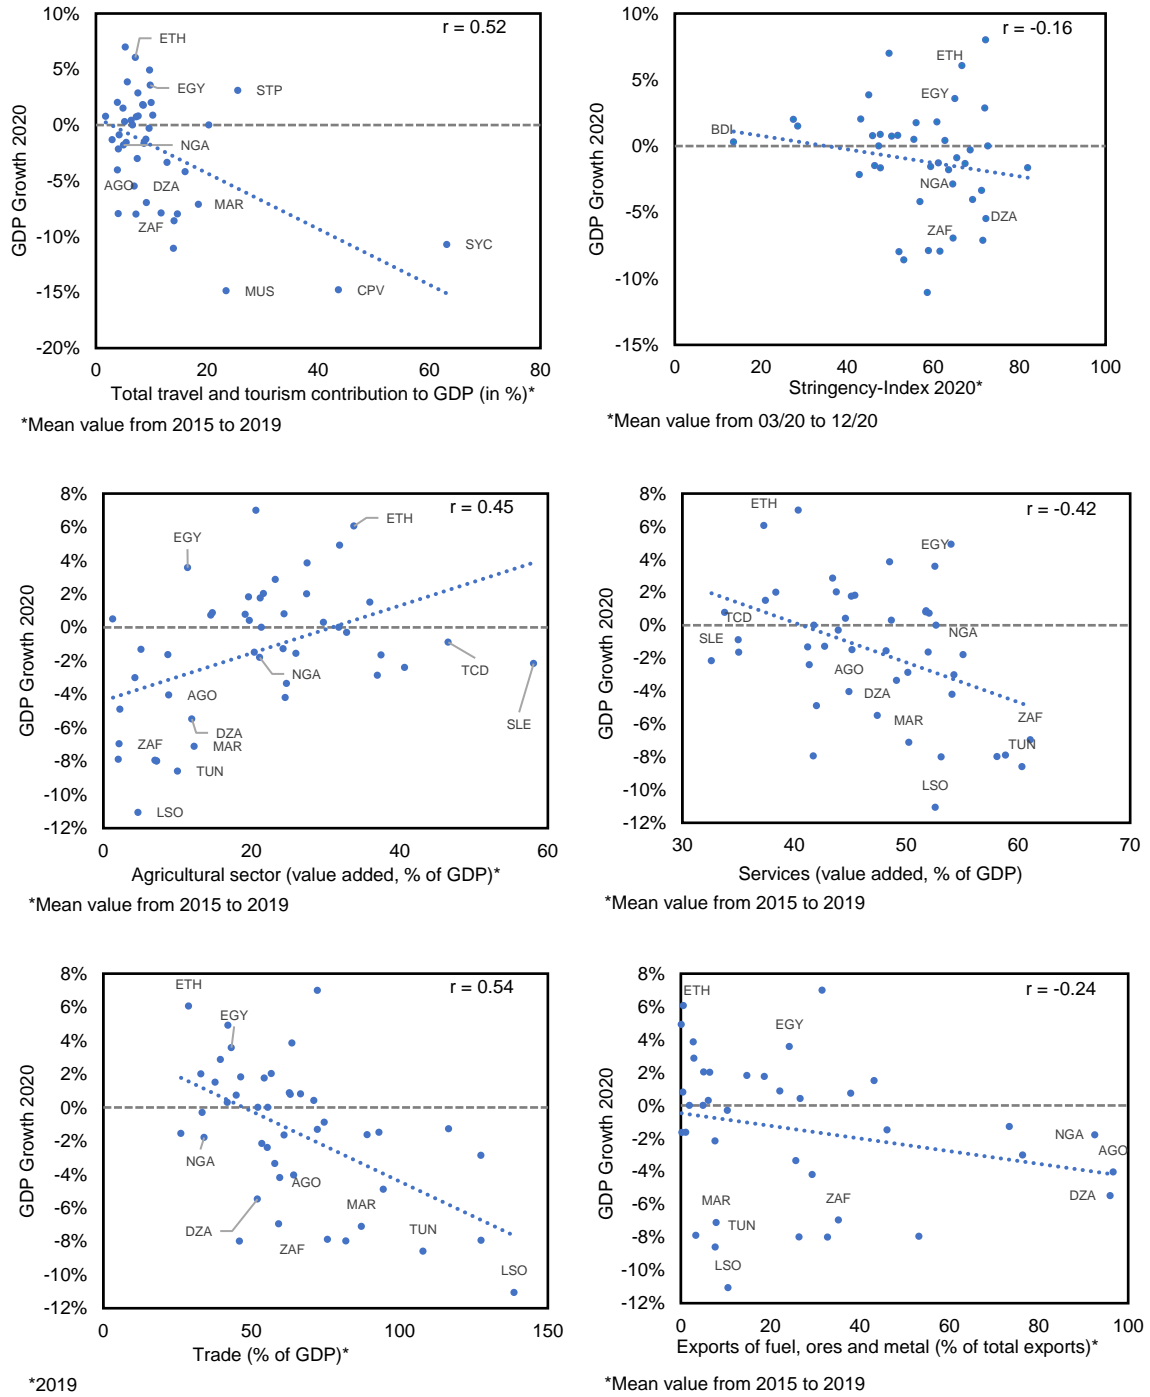 10%
r = 0.52
ETH
5%
EGY
STP
0%
NGA
-5%
AGO
DZA
MAR
ZAF
-10%
SYC
MUS
CPV
-15%
-20%
0
20
40
60
80
GDP Growth 2020
Total travel and tourism contribution to GDP (in %)*
*Mean value from 2015 to 2019
10%
r = -0.16
ETH
5%
EGY
BDI
0%
NGA
-5%
DZA
ZAF
-10%
-15%
0
20
40
60
80
100
GDP Growth 2020
Stringency-Index 2020*
*Mean value from 03/20 to 12/20
8%
r = 0.45
ETH
6%
EGY
4%
2%
0%
-2%
NGA
TCD
-4%
AGO
SLE
-6%
DZA
ZAF
MAR
-8%
TUN
-10%
LSO
-12%
0
20
40
60
GDP Growth 2020
Agricultural sector (value added, % of GDP)*
*Mean value from 2015 to 2019
8%
r = -0.42
ETH
6%
EGY
4%
2%
TCD
0%
SLE
NGA
-2%
AGO
-4%
DZA
MAR
ZAF
-6%
TUN
-8%
LSO
-10%
-12%
30
40
50
60
70
GDP Growth 2020
Services (value added, % of GDP)
*Mean value from 2015 to 2019
8%
r = 0.54
ETH
6%
EGY
4%
2%
0%
-2%
NGA
-4%
AGO
MAR
-6%
DZA
TUN
ZAF
-8%
LSO
-10%
-12%
0
50
100
150
GDP Growth 2020
Trade (% of GDP)*
*2019
8%
r = -0.24
ETH
6%
EGY
4%
2%
0%
NGA
-2%
AGO
-4%
DZA
MAR
ZAF
-6%
TUN
-8%
LSO
-10%
-12%
0
20
40
60
80
100
GDP Growth 2020
Exports of fuel, ores and metal (% of total exports)*
*Mean value from 2015 to 2019